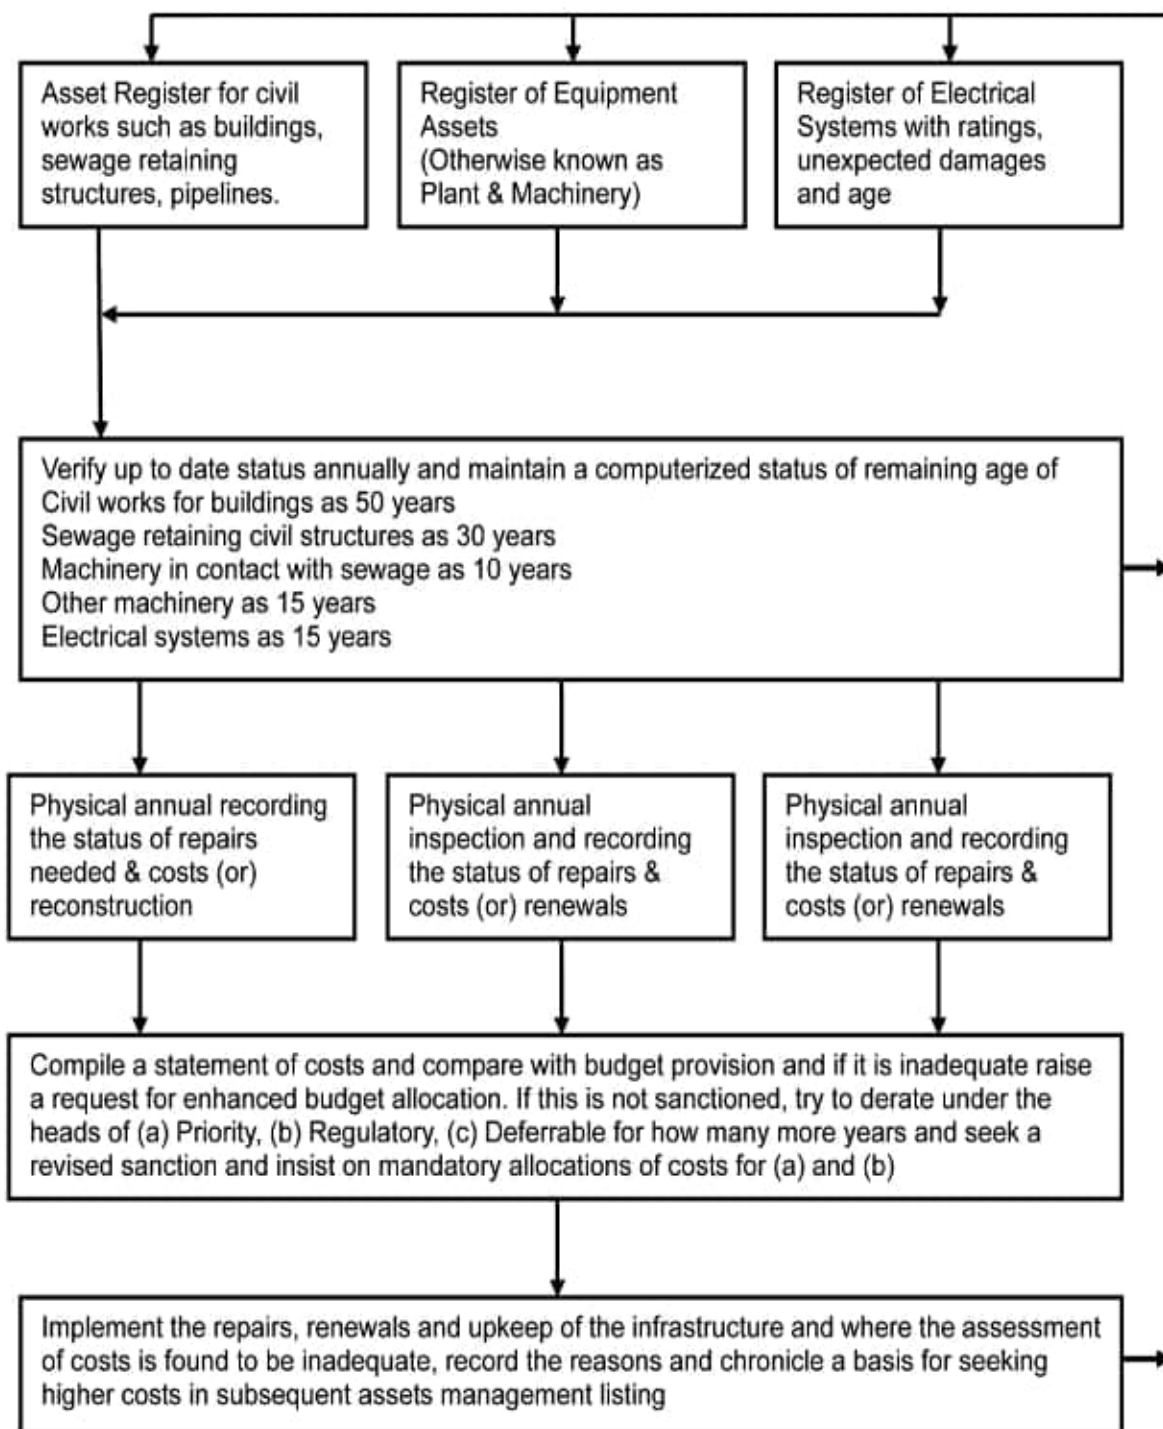 Asset Register for civil
works such as buildings,
sewage retaining
structures, pipelines.
Register of Equipment
Assets
(Otherwise known as
Plant & Machinery)
Register of Electrical
Systems with ratings,
unexpected damages
and age
Verify up to date status annually and maintain a computerized status of remaining age of
Civil works for buildings as 50 years
Sewage retaining civil structures as 30 years
Machinery in contact with sewage as 10 years
Other machinery as 15 years
Electrical systems as 15 years
Physical annual recording
the status of repairs
needed & costs (or)
reconstruction
Physical annual
inspection and recording
the status of repairs &
costs (or) renewals
Physical annual
inspection and recording
the status of repairs &
costs (or) renewals
Compile a statement of costs and compare with budget provision and if it is inadequate raise
a request for enhanced budget allocation. If this is not sanctioned, try to derate under the
heads of (a) Priority, (b) Regulatory, (c) Deferrable for how many more years and seek a
revised sanction and insist on mandatory allocations of costs for (a) and (b)
Implement the repairs, renewals and upkeep of the infrastructure and where the assessment
of costs is found to be inadequate, record the reasons and chronicle a basis for seeking
higher costs in subsequent assets management listing